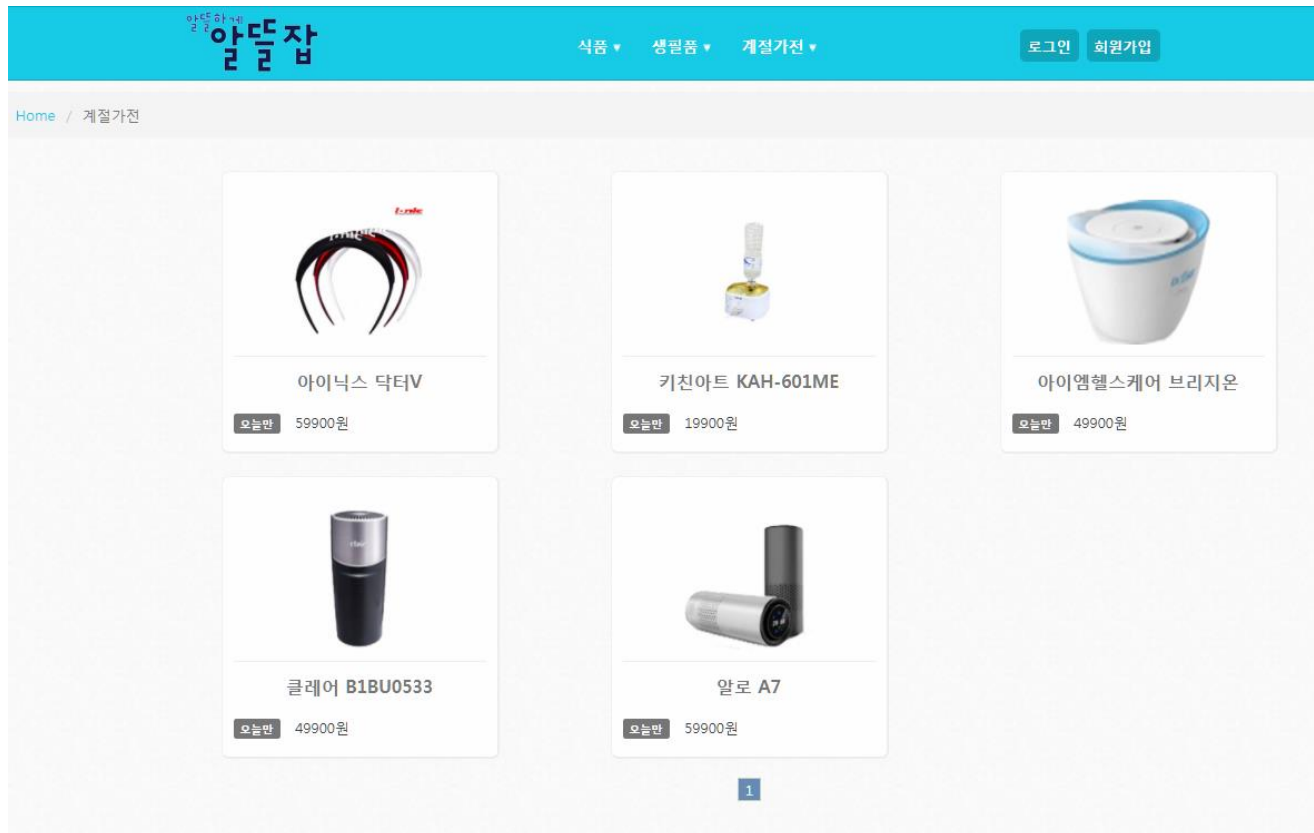 알뜰하게
알뜰잡
식품 ▾ 생필품 ▾ 계절가전 ▾
로그인 회원가입
Home / 계절가전
i-nic
아이닉스 닥터V
오늘만 59900원
키친아트 KAH-601ME
오늘만 19900원
아이엠헬스케어 브리지온
오늘만 49900원
클레어 B1BU0533
오늘만 49900원
알로 A7
오늘만 59900원
1